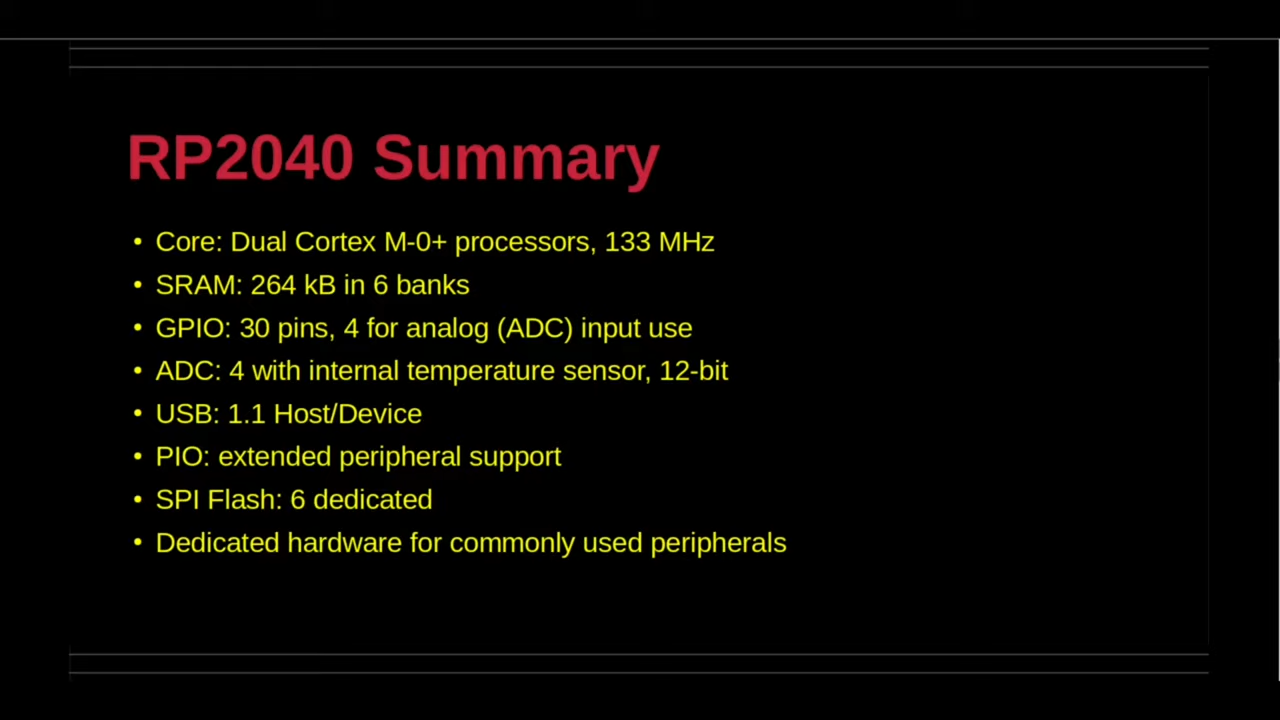 RP2040 Summary
• Core: Dual Cortex M-0+ processors, 133 MHz
• SRAM: 264 kB in 6 banks
• GPIO: 30 pins, 4 for analog (ADC) input use
• ADC: 4 with internal temperature sensor, 12-bit
• USB: 1.1 Host/Device
• PIO: extended peripheral support
• SPI Flash: 6 dedicated
• Dedicated hardware for commonly used peripherals